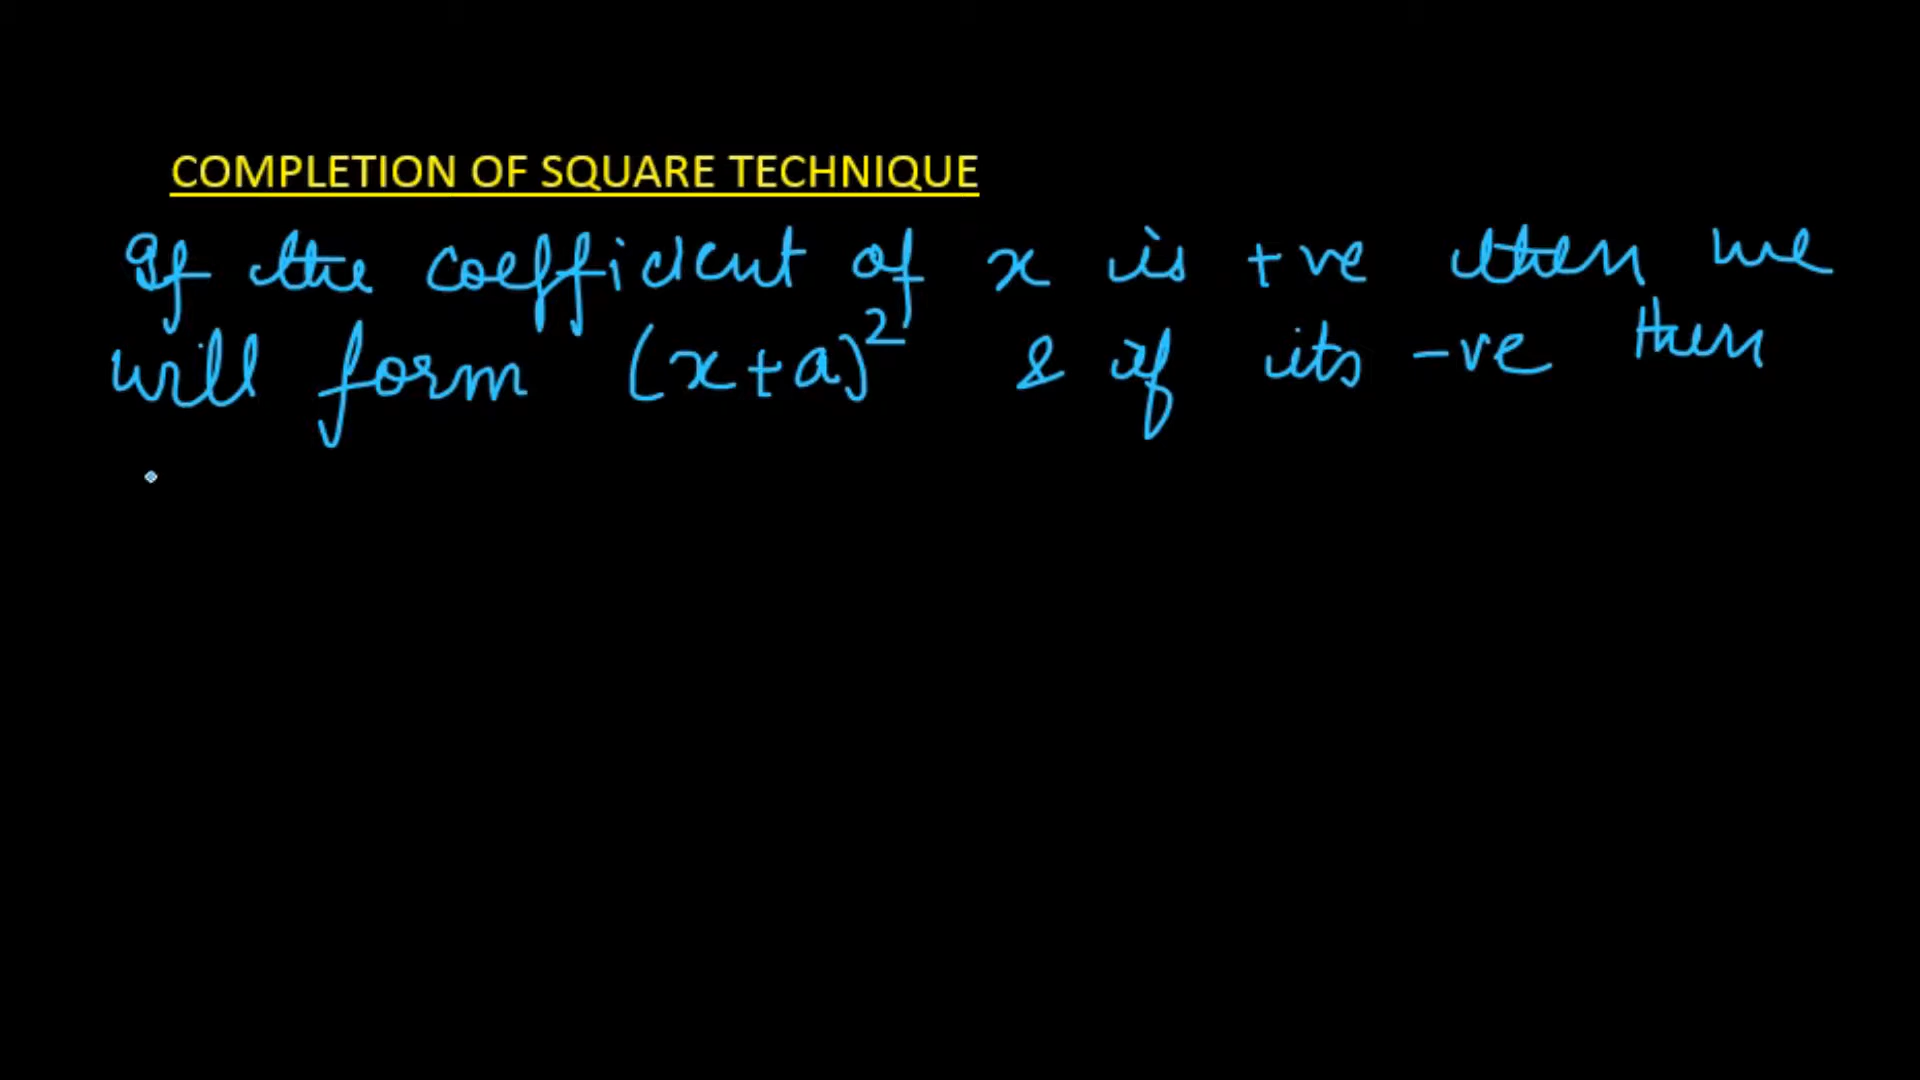 COMPLETION OF SQUARE TECHNIQUE
If the coefficient of x is +ve then we
will form (x+a)² & if its -ve then